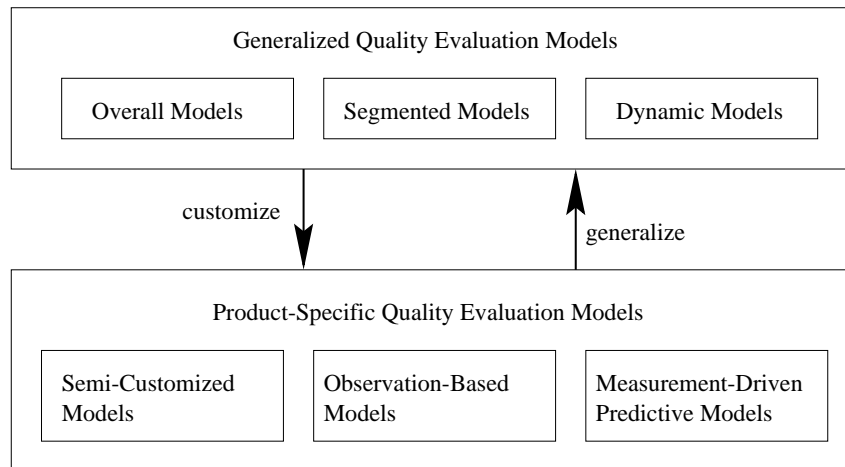 Generalized Quality Evaluation Models
Overall Models
Segmented Models
Dynamic Models
customize
generalize
Product-Specific Quality Evaluation Models
Semi-Customized
Models
Observation-Based
Models
Measurement-Driven
Predictive Models